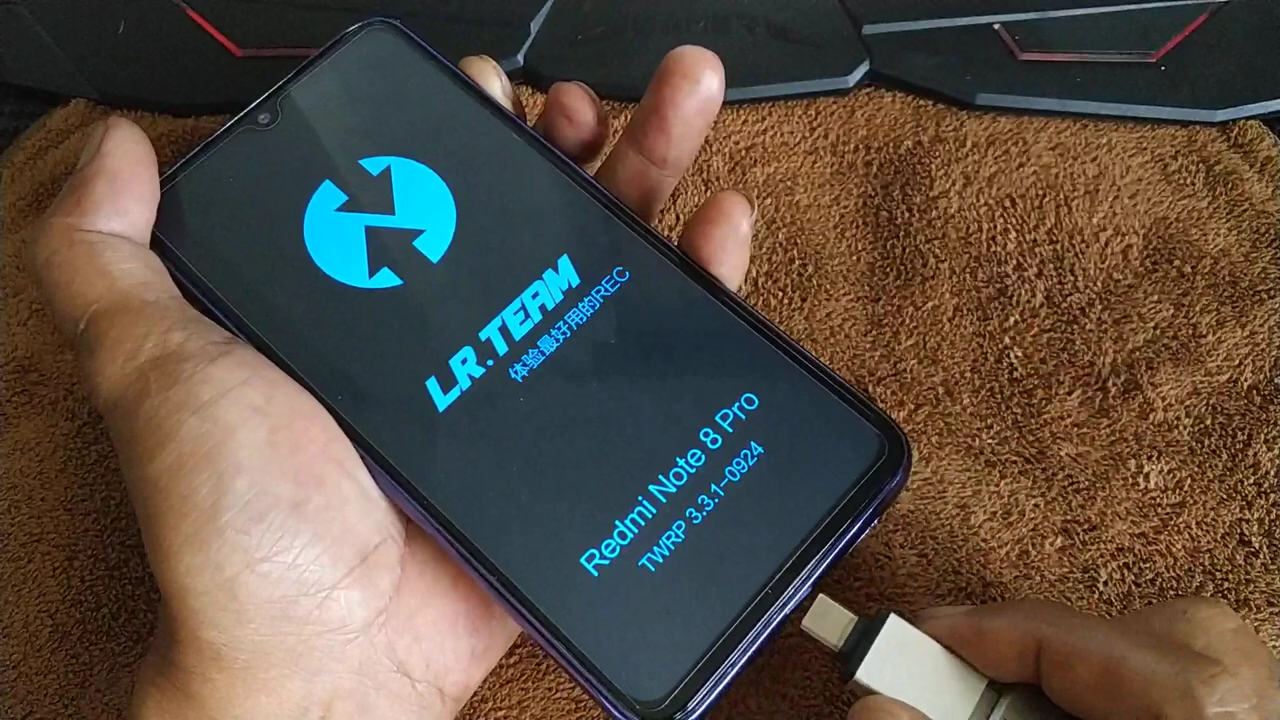 LR.TEAM
体验最好用的REC
Redmi Note 8 Pro
TWRP 3.3.1-0924